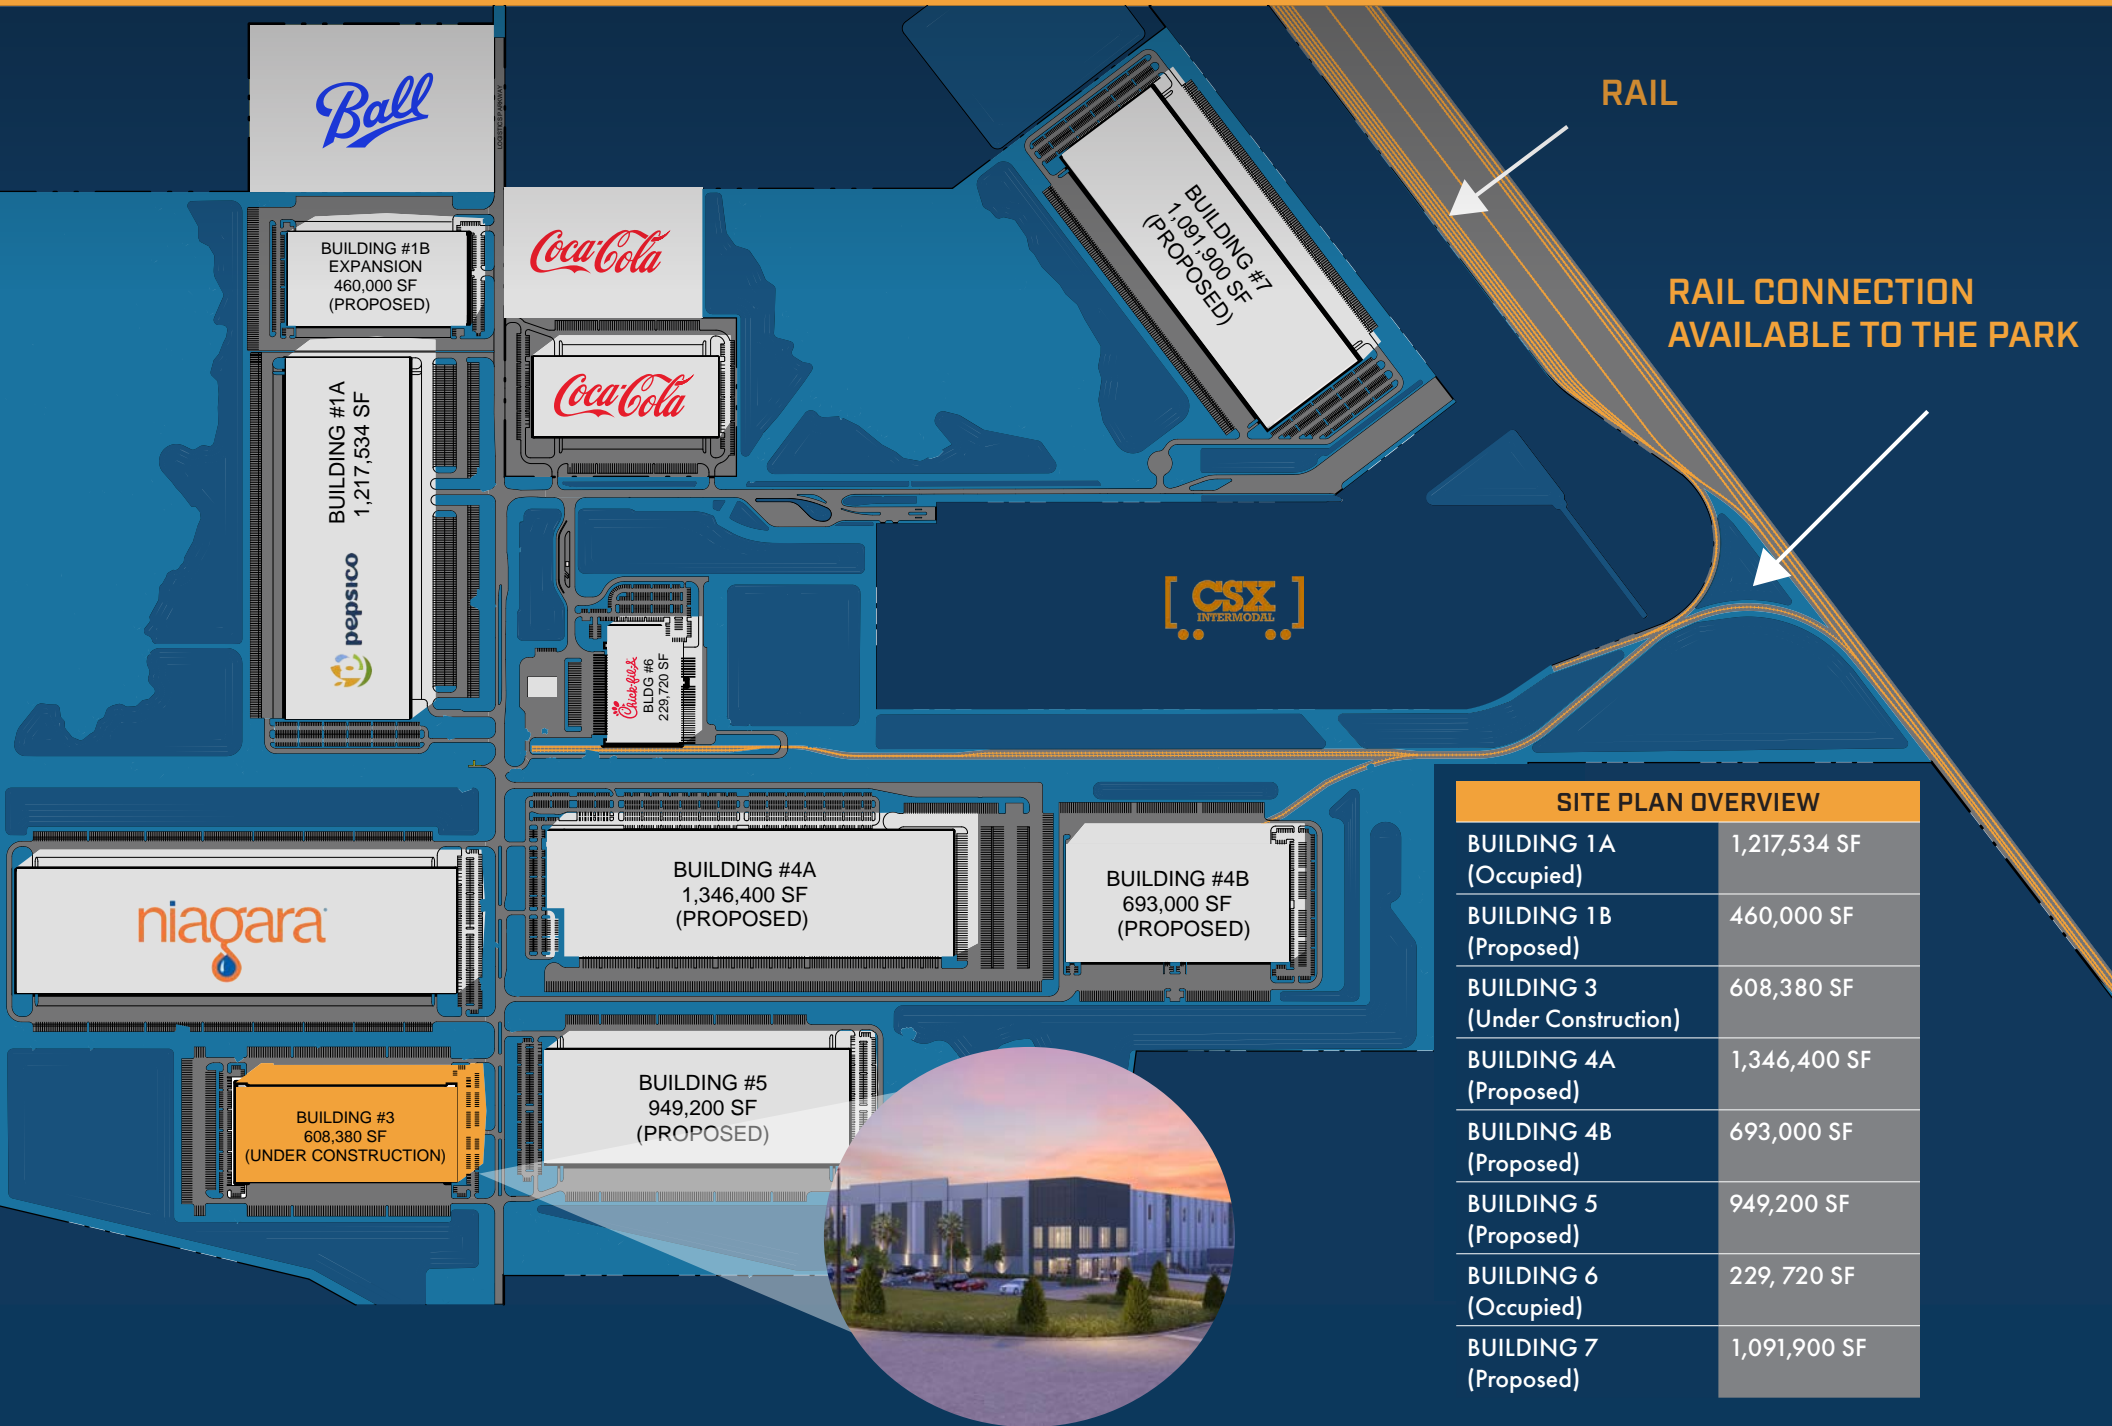 Ball
LOGISTICS PARKWAY
RAIL
BUILDING #1B
EXPANSION
460,000 SF
(PROPOSED)
Coca-Cola
BUILDING #7
1,091,900 SF
(PROPOSED)
RAIL CONNECTION
AVAILABLE TO THE PARK
Coca-Cola
BUILDING #1A
1,217,534 SF
pepsico
CSX
INTERMODAL
Chick-fil-A
BLDG #6
229,720 SF
niagara
BUILDING #4A
1,346,400 SF
(PROPOSED)
BUILDING #4B
693,000 SF
(PROPOSED)
BUILDING #3
608,380 SF
(UNDER CONSTRUCTION)
BUILDING #5
949,200 SF
(PROPOSED)
SITE PLAN OVERVIEW
BUILDING 1A 1,217,534 SF
(Occupied)
BUILDING 1B 460,000 SF
(Proposed)
BUILDING 3 608,380 SF
(Under Construction)
BUILDING 4A 1,346,400 SF
(Proposed)
BUILDING 4B 693,000 SF
(Proposed)
BUILDING 5 949,200 SF
(Proposed)
BUILDING 6 229, 720 SF
(Occupied)
BUILDING 7 1,091,900 SF
(Proposed)